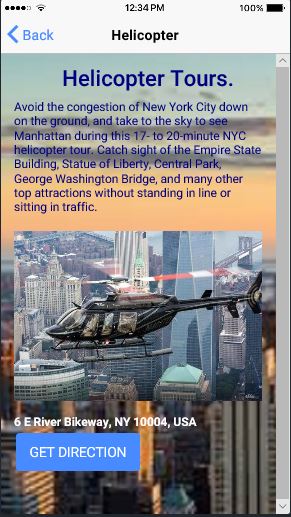 12:34 PM
100%
Back
Helicopter
Helicopter Tours.
Avoid the congestion of New York City down
on the ground, and take to the sky to see
Manhattan during this 17- to 20-minute NYC
helicopter tour. Catch sight of the Empire State
Building, Statue of Liberty, Central Park,
George Washington Bridge, and many other
top attractions without standing in line or
sitting in traffic.
6 E River Bikeway, NY 10004, USA
GET DIRECTION